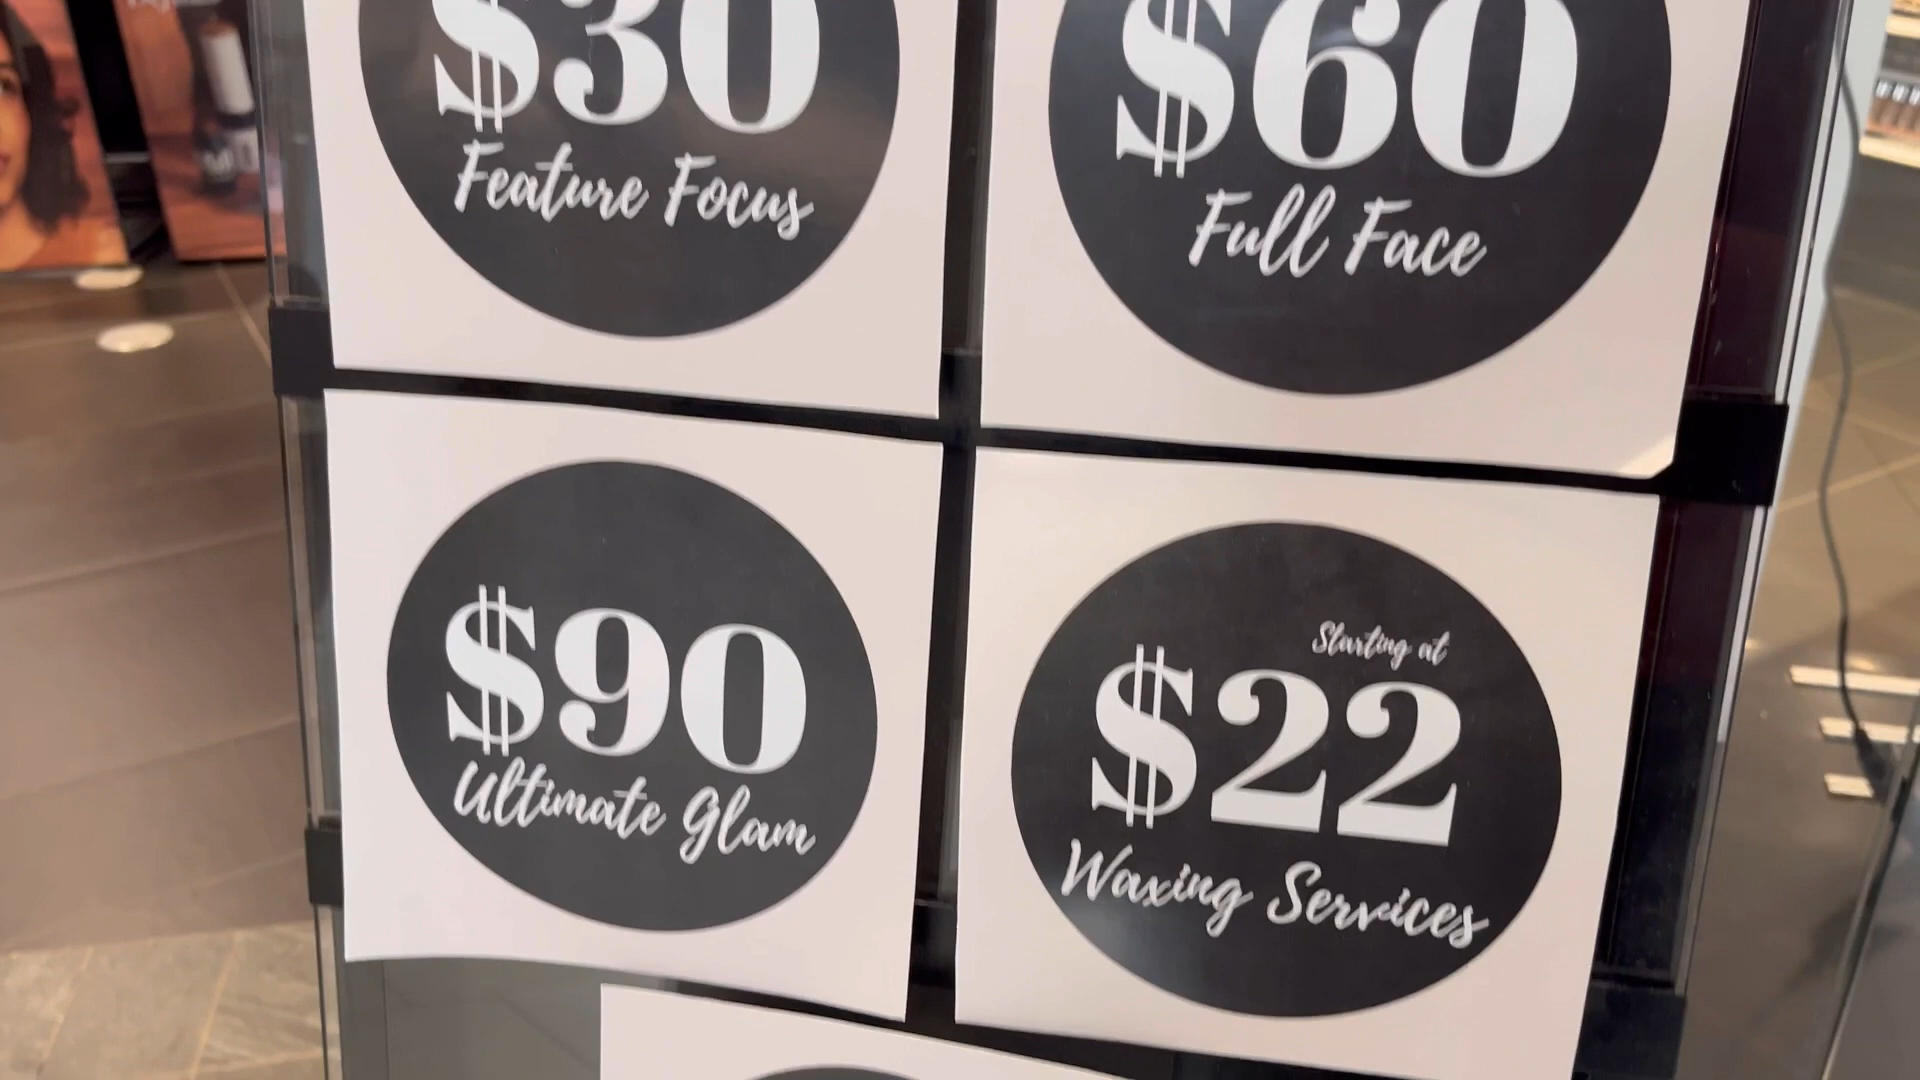 $30
Feature Focus
$60
Full Face
$90
Ultimate Glam
Starting at
$22
Waxing Services